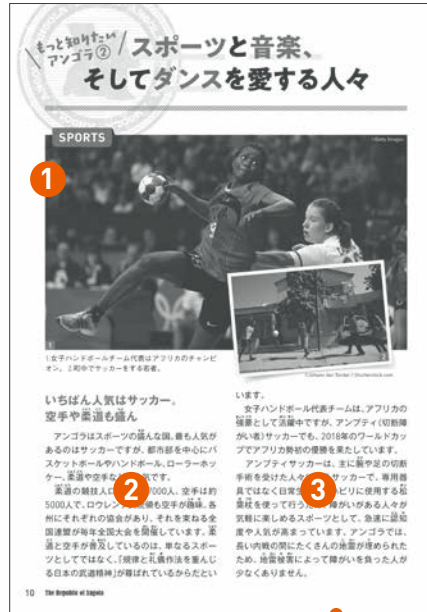 もっと知りたい
アンゴラ②
スポーツと音楽、
そしてダンスを愛する人々
SPORTS
©Getty Images
1
1
©johann den Tonder / Shutterstock.com
1.女子ハンドボールチーム代表はアフリカのチャンピ
オン。 2.町中でサッカーをする若者。
いちばん人気はサッカー。
空手や柔道も盛ん
アンゴラはスポーツの盛んな国。最も人気が
あるのはサッカーですが、都市部を中心にバ
スケットボールやハンドボール、ローラーホッ
ケー、柔道や空手な 気です。
柔道の競技人口 2 000人、空手は約
5000人で、ロウレン 領も空手が趣味。各
州にそれぞれの協会があり、それを束ねる全
国連盟が毎年全国大会を開催しています。柔
道と空手が普及しているのは、単なるスポー
ツとしてではなく、「規律と礼儀作法を重んじ
る日本の武道精神」が尊ばれているからだとい
います。
女子ハンドボール代表チームは、アフリカの
強豪として活躍中ですが、アンプティ(切断障
がい者)サッカーでも、2018年のワールドカッ
プでアフリカ勢初の優勝を果たしています。
アンプティサッカーは、主に腕や足の切断
手術を受けた人々 サッカーで、専用器
具ではなく日常生 3 ビリに使用する松
葉杖を使って行う 障がいがある人々が
気軽に楽しめるスポーツとして、急速に認知
度や人気が高まっています。アンゴラでは、
長い内戦の間にたくさんの地雷が埋められた
ため、地雷被害によって障がいを負った人が
少なくありません。
10 The Republic of Angola